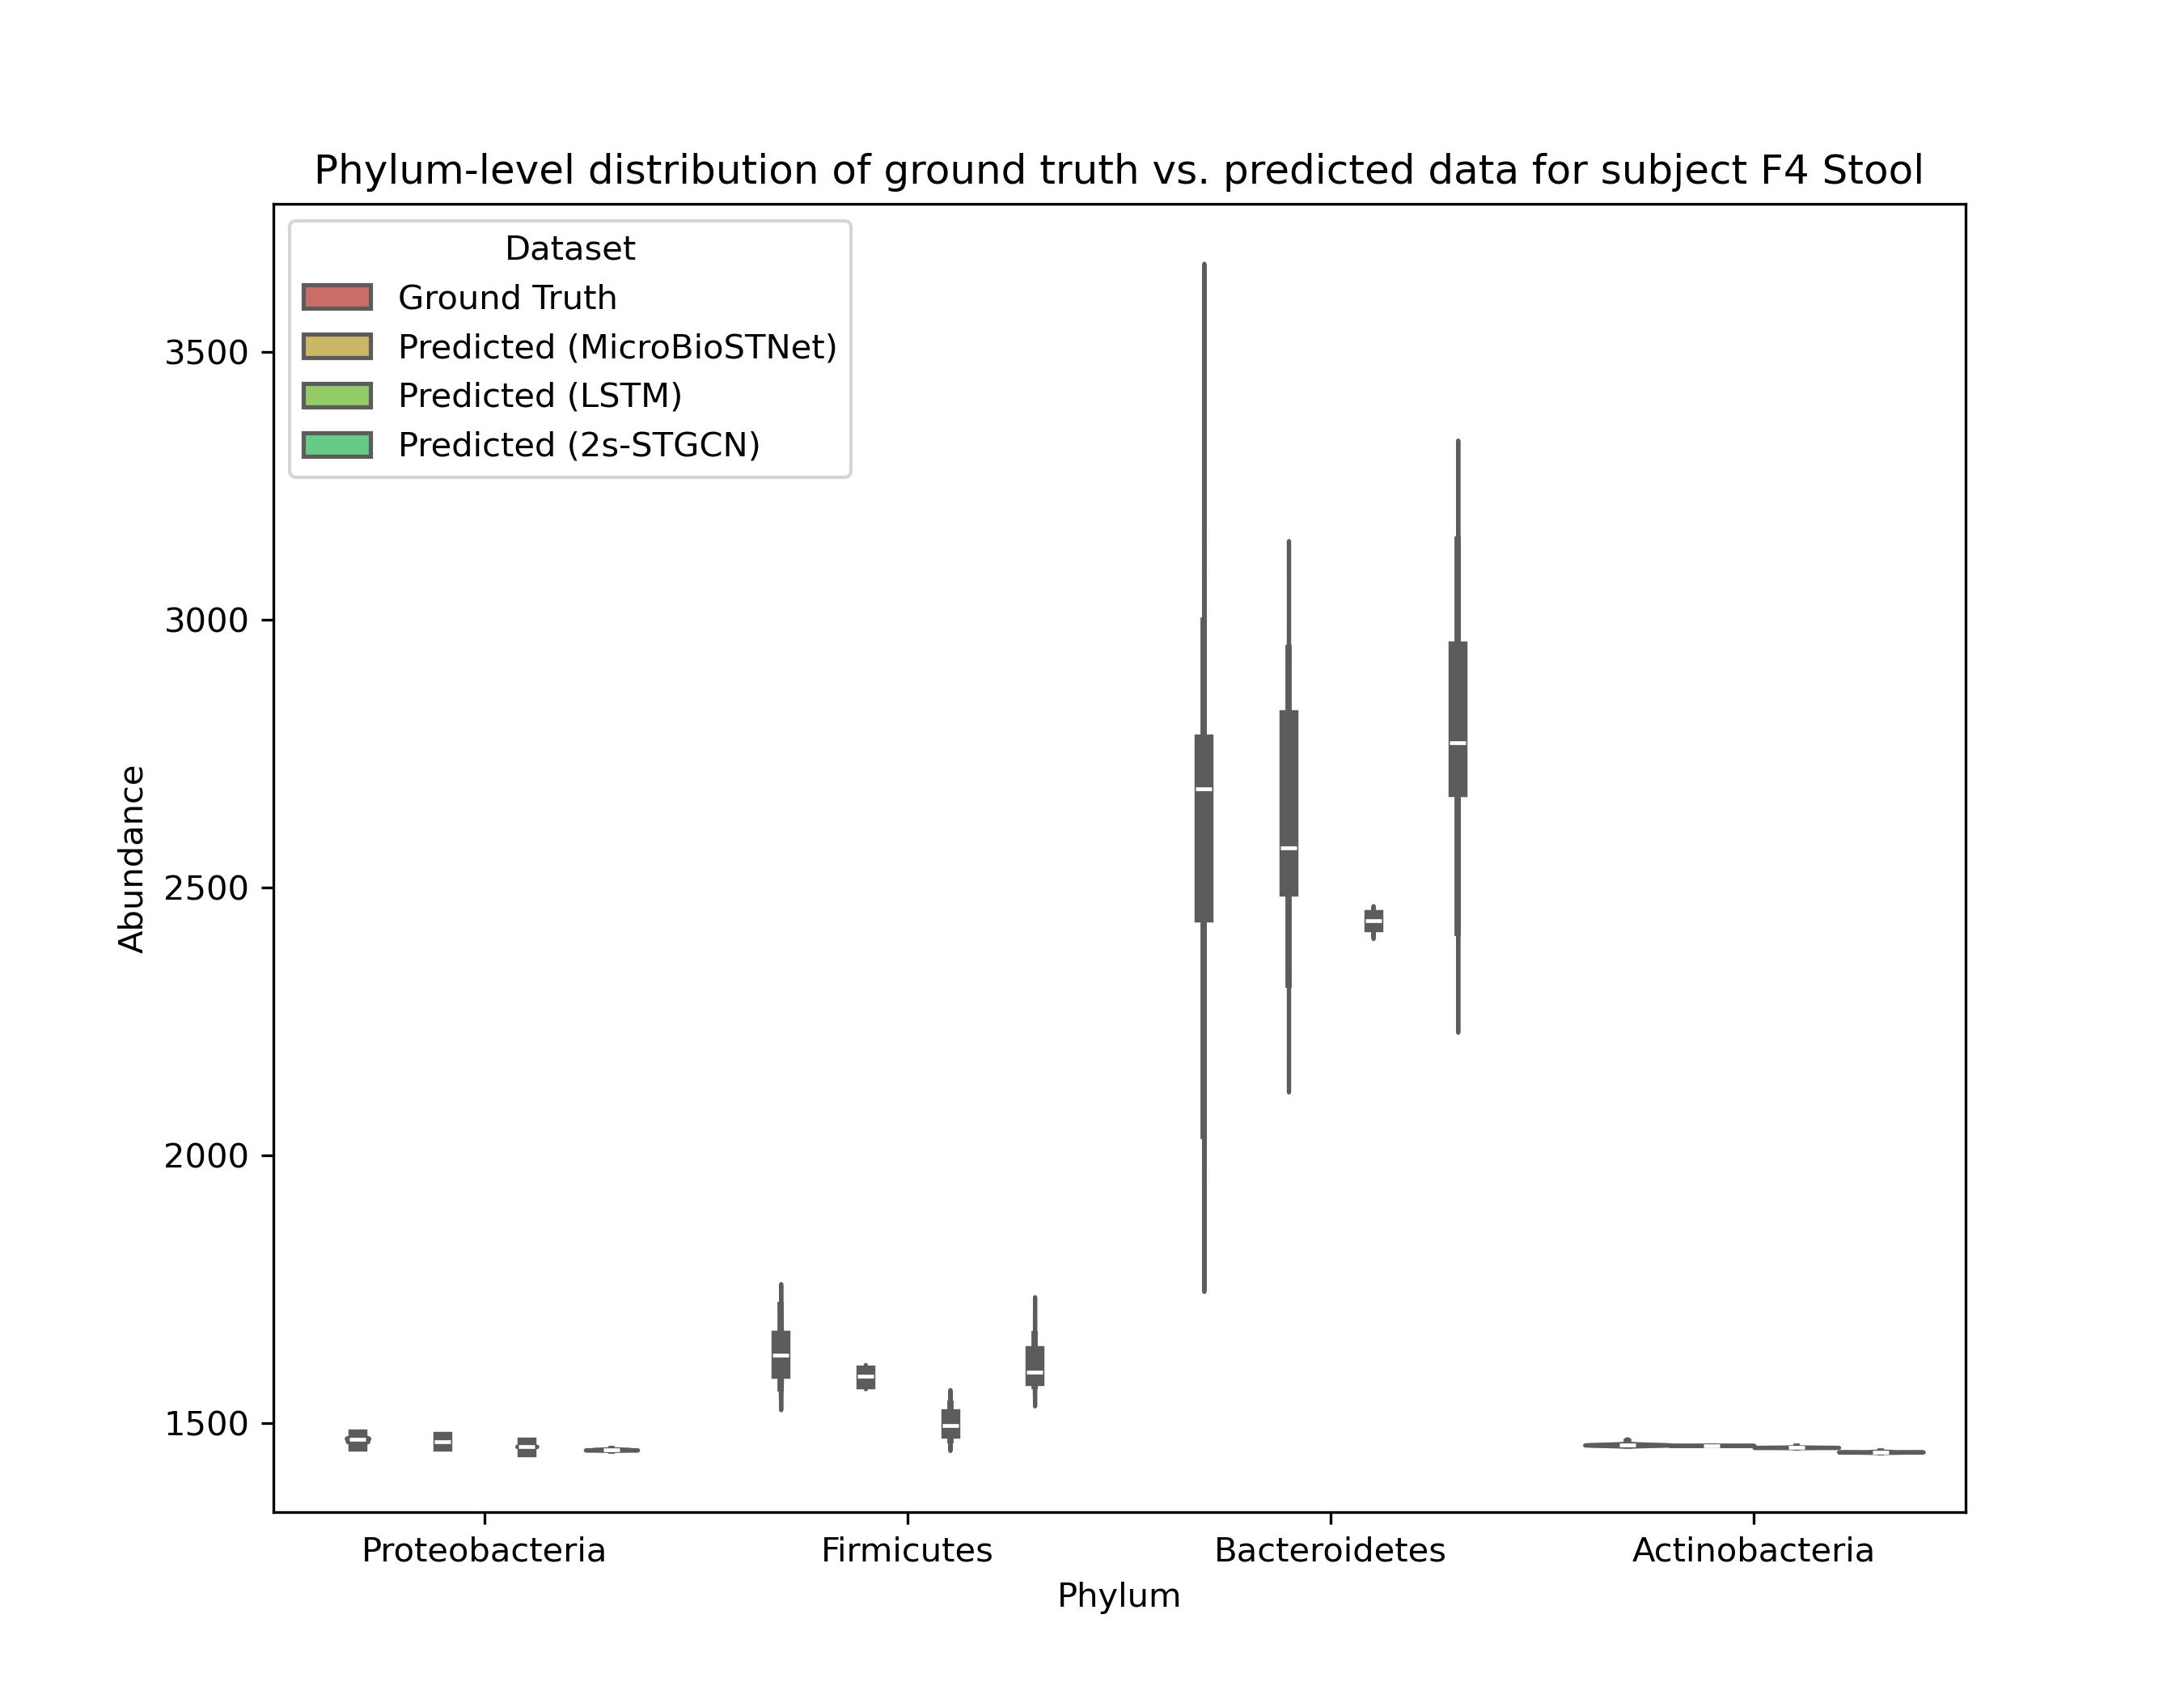 Phylum-level distribution of ground truth vs. predicted data for subject F4 Stool
Dataset
Ground Truth
Predicted (MicroBioSTNet)
Predicted (LSTM)
Predicted (2s-STGCN)
Abundance
3500
3000
2500
2000
1500
Proteobacteria
Firmicutes
Bacteroidetes
Actinobacteria
Phylum